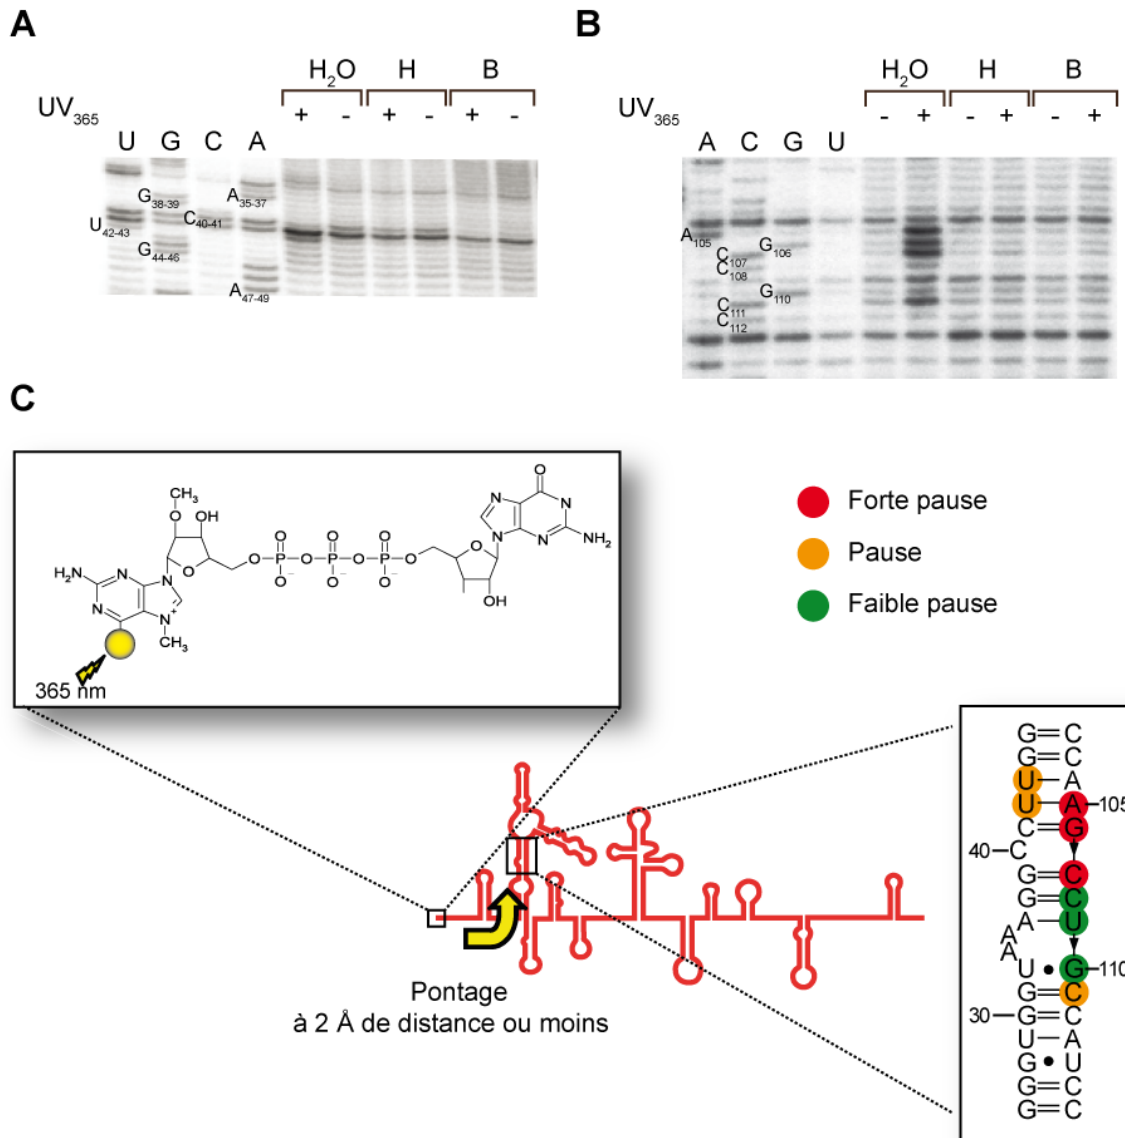 A
H₂O H B
UV₃₆₅ + - + - + -
U G C A
G₃₈₋₃₉ A₃₅₋₃₇
U₄₂₋₄₃ C₄₀₋₄₁
G₄₄₋₄₆
A₄₇₋₄₉
B
H₂O H B
UV₃₆₅ - + - + - +
A C G U
A₁₀₅ G₁₀₆
C₁₀₇
C₁₀₈
G₁₁₀
C₁₁₁
C₁₁₂
C
CH₃
O OH
O O O
H₂N N N O O P O P O P O O
O⁻ O⁻ O⁻
N N⁺ CH₃
O
N N
N N NH₂
OH
365 nm
Forte pause
Pause
Faible pause
Pontage
à 2 Å de distance ou moins
G=C
G C
U–A
U–A–105
C=G
40–C
G C
G C
A–U
A
A U • G–110
G=C
30–G=C
U–A
G • U
G=C
G=C